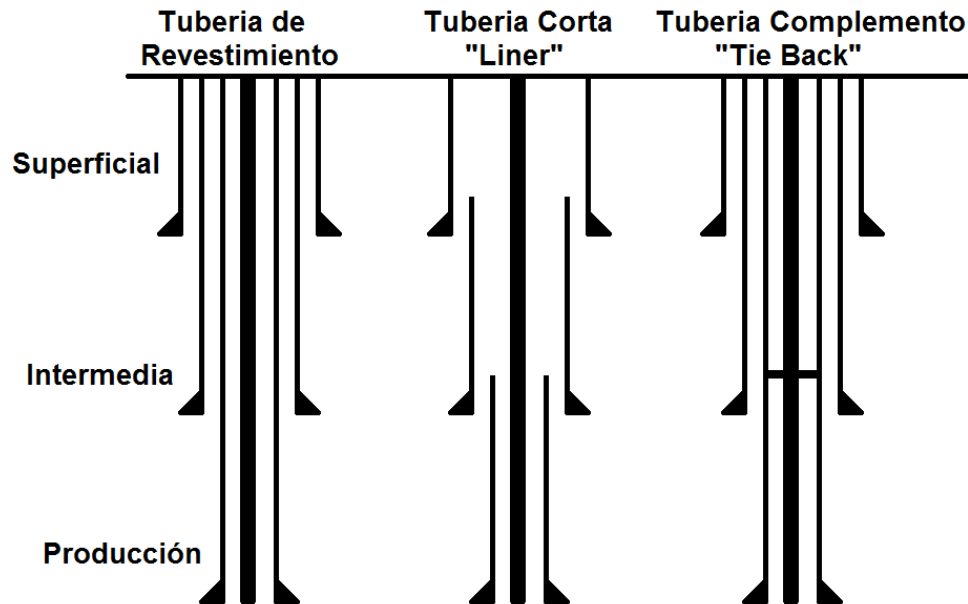 Tuberia de
Revestimiento
Tuberia Corta
"Liner"
Tuberia Complemento
"Tie Back"
Superficial
Intermedia
Producción